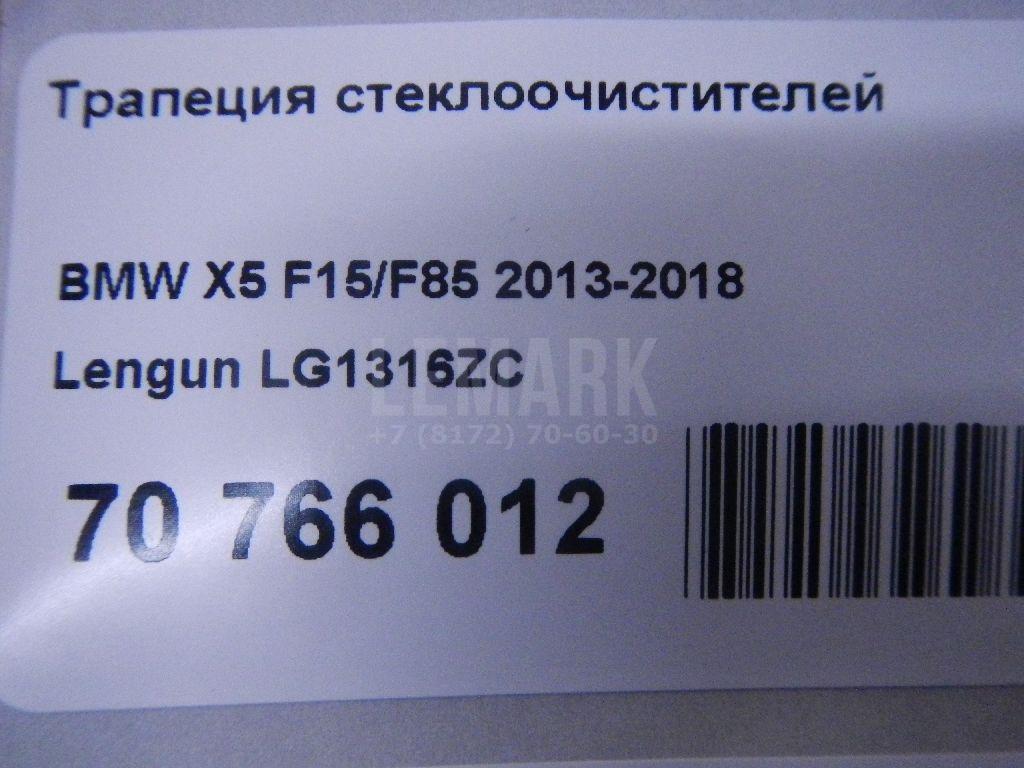 Трапеция стеклоочистителей
BMW X5 F15/F85 2013-2018
Lengun LG1316ZC
LEMARK
+7 (8172) 70-60-30
70 766 012